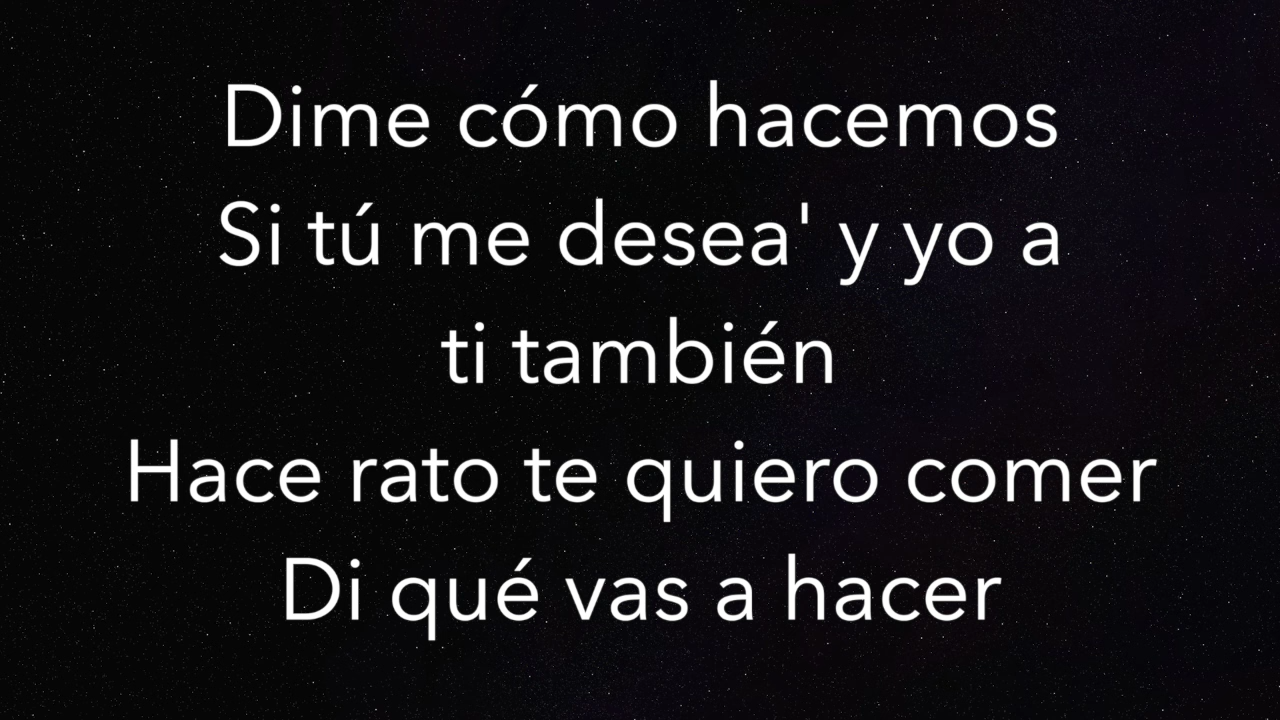 Dime cómo hacemos
Si tú me desea' y yo a
ti también
Hace rato te quiero comer
Di qué vas a hacer